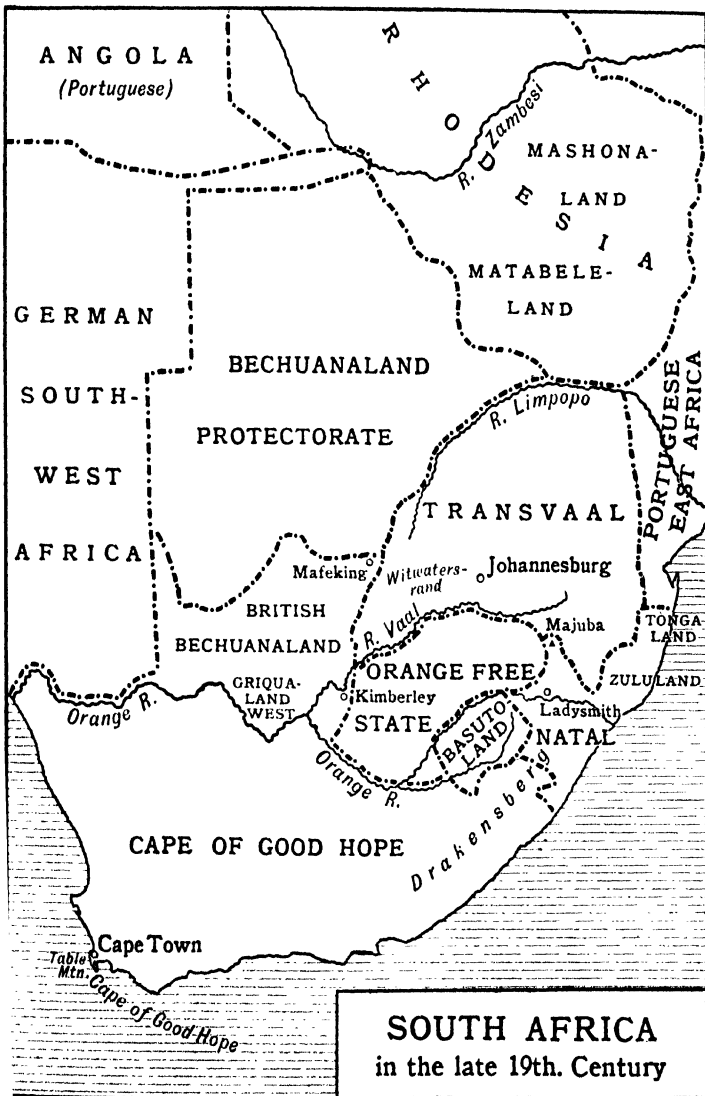 ANGOLA
(Portuguese)
RHODESIA
R. Zambesi
MASHONA-
LAND
MATABELE-
LAND
GERMAN
SOUTH-
WEST
AFRICA
BECHUANALAND
PROTECTORATE
R. Limpopo
PORTUGUESE
EAST AFRICA
TRANSVAAL
Mafeking
Witwaters-
rand
Johannesburg
BRITISH
BECHUANALAND
R. Vaal
Majuba
TONGA-
LAND
ZULULAND
GRIQUA-
LAND
WEST
Kimberley
ORANGE FREE
STATE
Ladysmith
BASUTO
LAND
NATAL
Orange R.
Orange R.
Drakensberg
CAPE OF GOOD HOPE
Cape Town
Table
Mtn.
Cape of Good Hope
SOUTH AFRICA
in the late 19th. Century